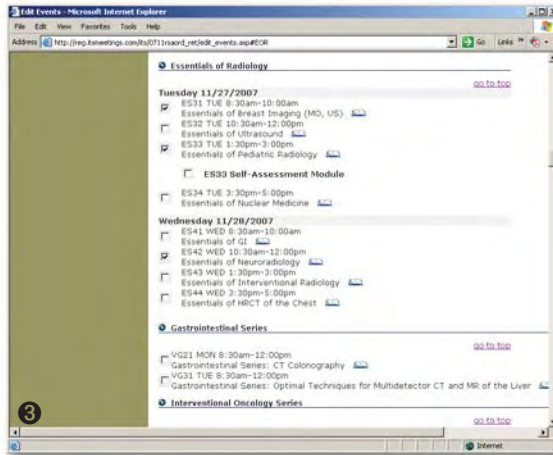 Edit Events - Microsoft Internet Explorer
File Edit View Favorites Tools Help
Address http://reg.itsmeetings.com/its/0711rsaord_ret/edit_events.asp#EOR Go Links »
Essentials of Radiology
go to top
Tuesday 11/27/2007
ES31 TUE 8:30am-10:00am
Essentials of Breast Imaging (MO, US)
ES32 TUE 10:30am-12:00pm
Essentials of Ultrasound
ES33 TUE 1:30pm-3:00pm
Essentials of Pediatric Radiology
ES33 Self-Assessment Module
ES34 TUE 3:30pm-5:00pm
Essentials of Nuclear Medicine
Wednesday 11/28/2007
ES41 WED 8:30am-10:00am
Essentials of GI
ES42 WED 10:30am-12:00pm
Essentials of Neuroradiology
ES43 WED 1:30pm-3:00pm
Essentials of Interventional Radiology
ES44 WED 3:30pm-5:00pm
Essentials of HRCT of the Chest
Gastrointestinal Series
go to top
VG21 MON 8:30am-12:00pm
Gastrointestinal Series: CT Colonography
VG31 TUE 8:30am-12:00pm
Gastrointestinal Series: Optimal Techniques for Multidetector CT and MR of the Liver
Interventional Oncology Series
go to top
3
Internet